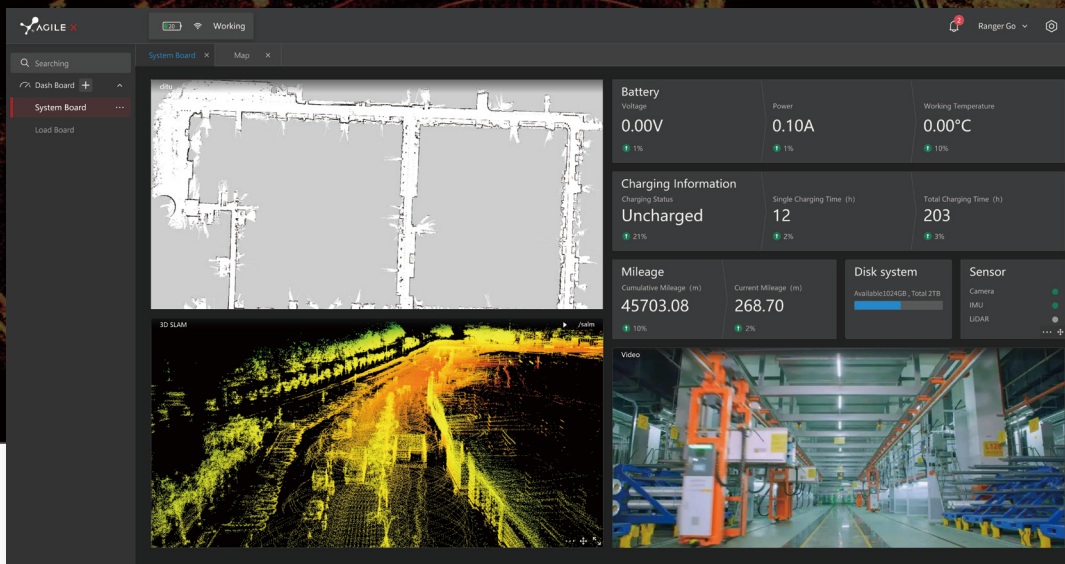 AGILE X
20 Working
2
Ranger Go
Searching
Dash Board
System Board
Load Board
System Board × Map ×
ditu
Battery
Voltage Power Working Temperature
0.00V 0.10A 0.00°C
1% 1% 10%
Charging Information
Charging Status Single Charging Time (h) Total Charging Time (h)
Uncharged 12 203
21% 2% 3%
Mileage
Cumulative Mileage (m) Current Mileage (m)
45703.08 268.70
10% 2%
Disk system
Available1024GB , Total 2TB
Sensor
Camera
IMU
LiDAR
3D SLAM /salm
Video